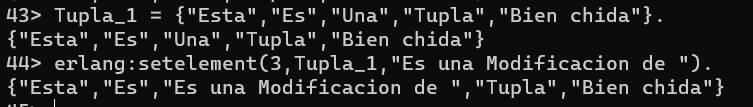 43> Tupla_1 = {"Esta","Es","Una","Tupla","Bien chida"}.
{"Esta","Es","Una","Tupla","Bien chida"}
44> erlang:setelement(3,Tupla_1,"Es una Modificacion de ").
{"Esta","Es","Es una Modificacion de ","Tupla","Bien chida"}